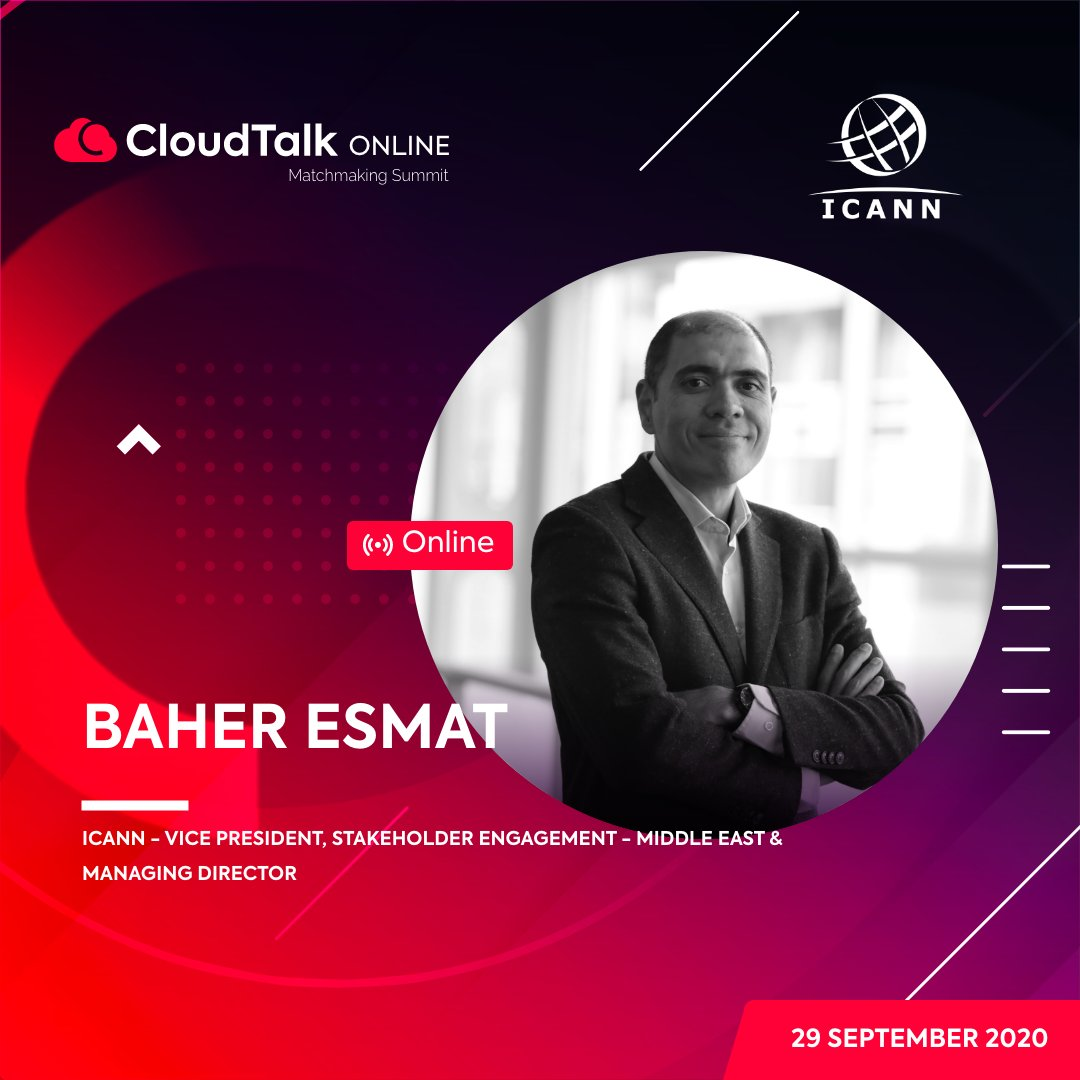 CloudTalk ONLINE
Matchmaking Summit
ICANN
Online
BAHER ESMAT
ICANN – VICE PRESIDENT, STAKEHOLDER ENGAGEMENT – MIDDLE EAST &
MANAGING DIRECTOR
29 SEPTEMBER 2020